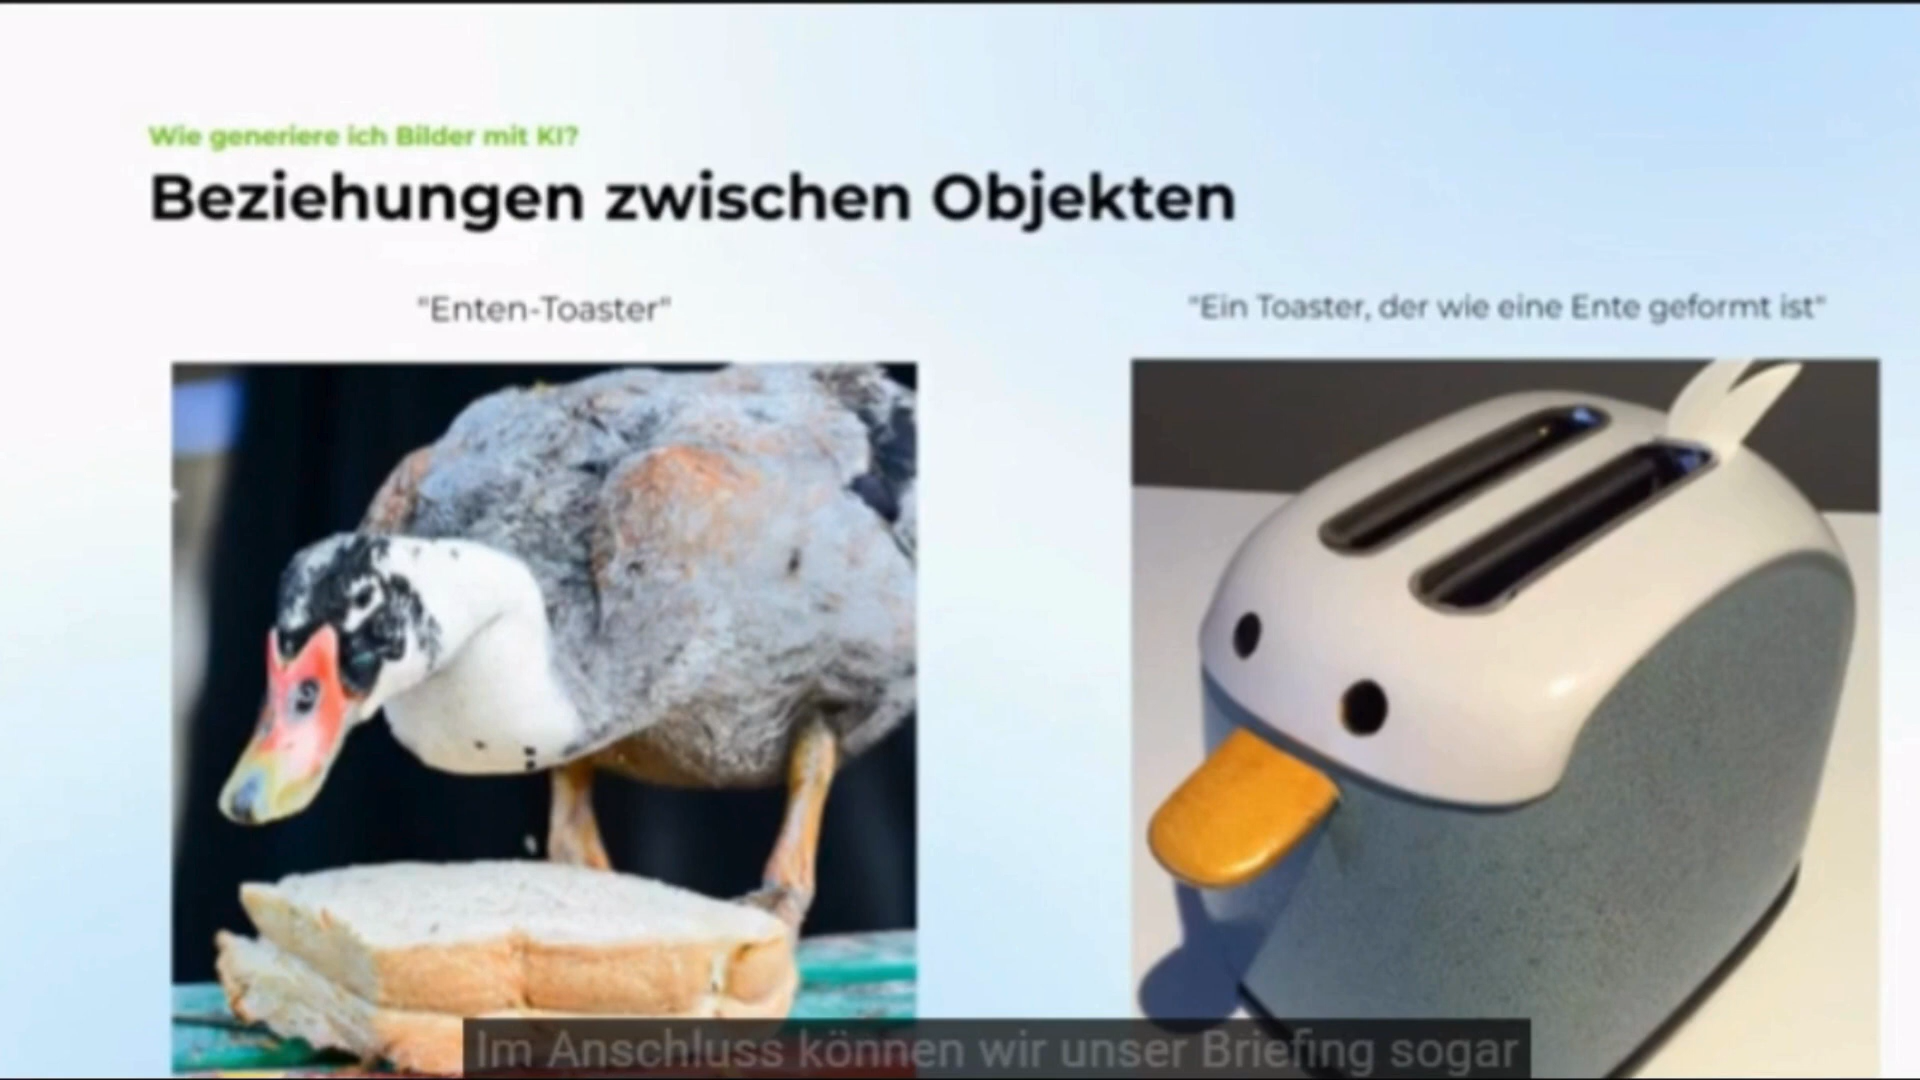 Wie generiere ich Bilder mit KI?
Beziehungen zwischen Objekten
"Enten-Toaster"
"Ein Toaster, der wie eine Ente geformt ist"
Im Anschluss können wir unser Briefing sogar